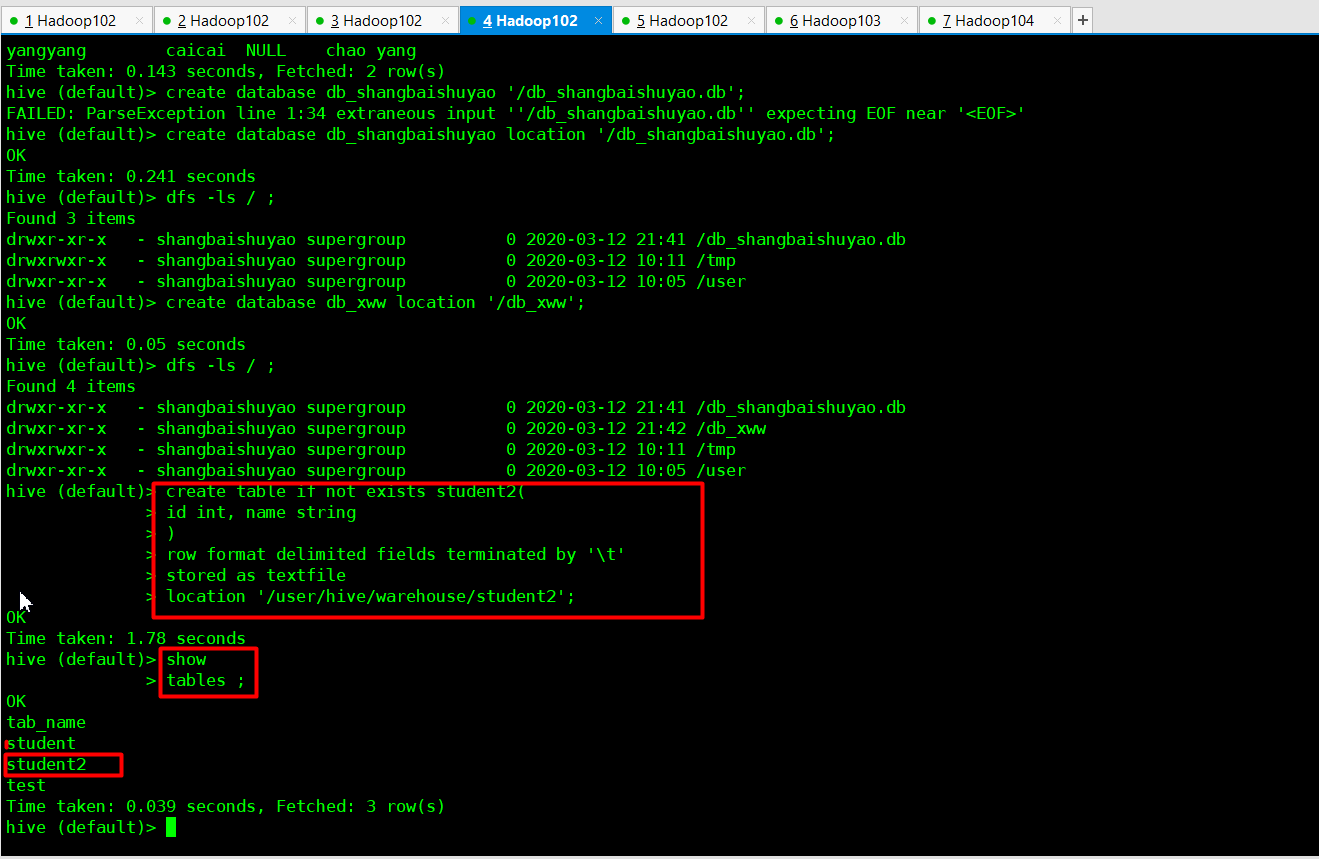 1 Hadoop102 × 2 Hadoop102 × 3 Hadoop102 × 4 Hadoop102 × 5 Hadoop102 × 6 Hadoop103 × 7 Hadoop104 × +
yangyang        caicai  NULL    chao yang
Time taken: 0.143 seconds, Fetched: 2 row(s)
hive (default)> create database db_shangbaishuyao '/db_shangbaishuyao.db';
FAILED: ParseException line 1:34 extraneous input ''/db_shangbaishuyao.db'' expecting EOF near '<EOF>'
hive (default)> create database db_shangbaishuyao location '/db_shangbaishuyao.db';
OK
Time taken: 0.241 seconds
hive (default)> dfs -ls / ;
Found 3 items
drwxr-xr-x   - shangbaishuyao supergroup          0 2020-03-12 21:41 /db_shangbaishuyao.db
drwxrwxr-x   - shangbaishuyao supergroup          0 2020-03-12 10:11 /tmp
drwxr-xr-x   - shangbaishuyao supergroup          0 2020-03-12 10:05 /user
hive (default)> create database db_xww location '/db_xww';
OK
Time taken: 0.05 seconds
hive (default)> dfs -ls / ;
Found 4 items
drwxr-xr-x   - shangbaishuyao supergroup          0 2020-03-12 21:41 /db_shangbaishuyao.db
drwxr-xr-x   - shangbaishuyao supergroup          0 2020-03-12 21:42 /db_xww
drwxrwxr-x   - shangbaishuyao supergroup          0 2020-03-12 10:11 /tmp
drwxr-xr-x   - shangbaishuyao supergroup          0 2020-03-12 10:05 /user
hive (default)> create table if not exists student2(
              > id int, name string
              > )
              > row format delimited fields terminated by '\t'
              > stored as textfile
              > location '/user/hive/warehouse/student2';
OK
Time taken: 1.78 seconds
hive (default)> show
              > tables ;
OK
tab_name
student
student2
test
Time taken: 0.039 seconds, Fetched: 3 row(s)
hive (default)>